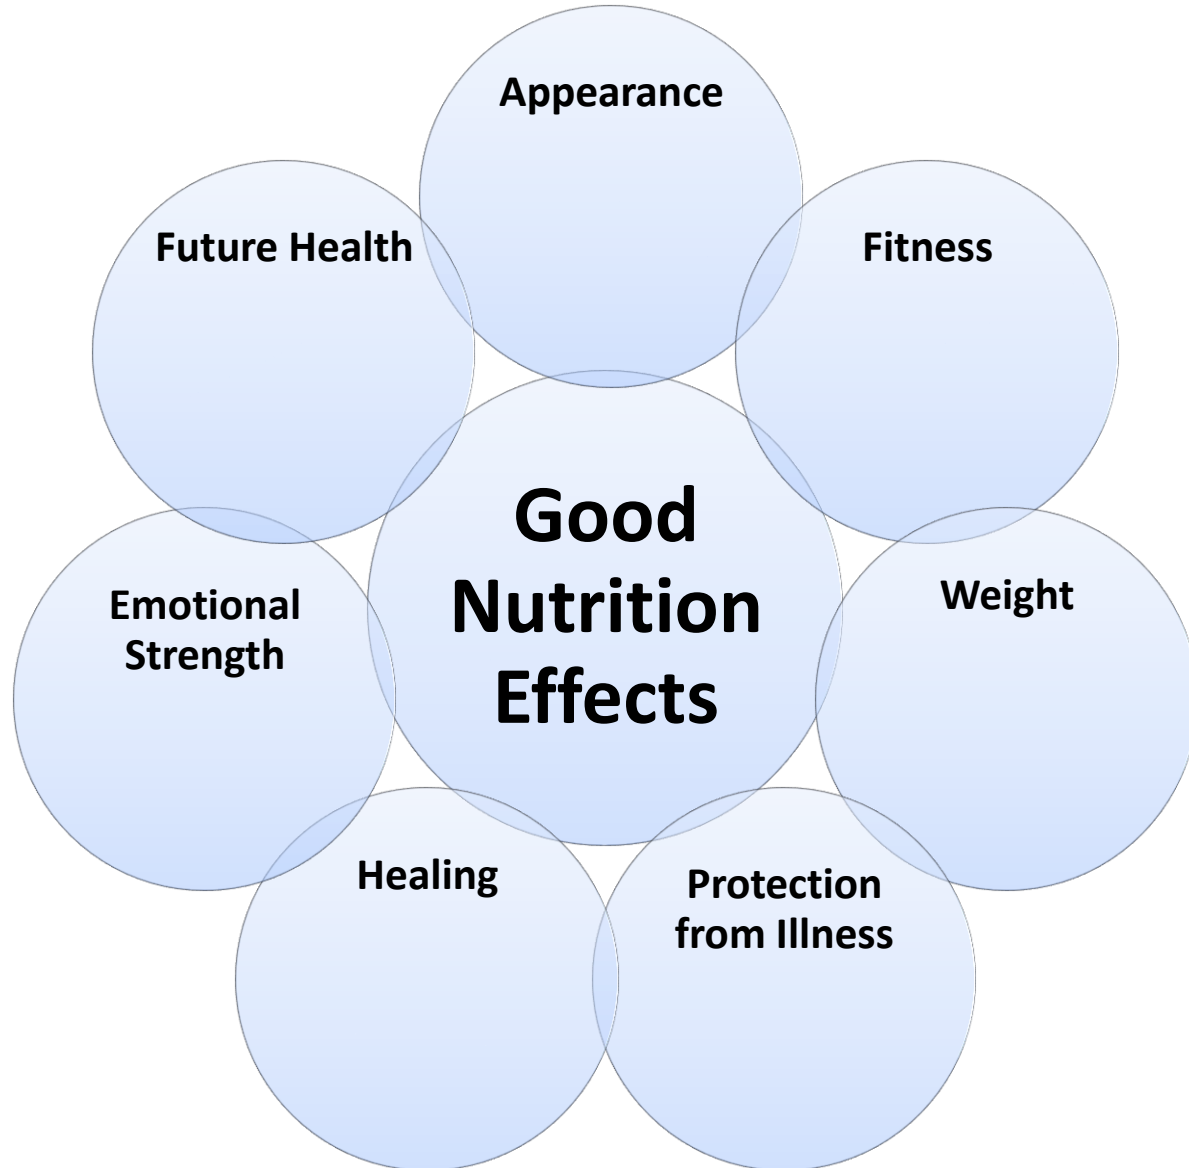 Appearance
Future Health
Fitness
Good
Nutrition
Effects
Emotional
Strength
Weight
Healing
Protection
from Illness